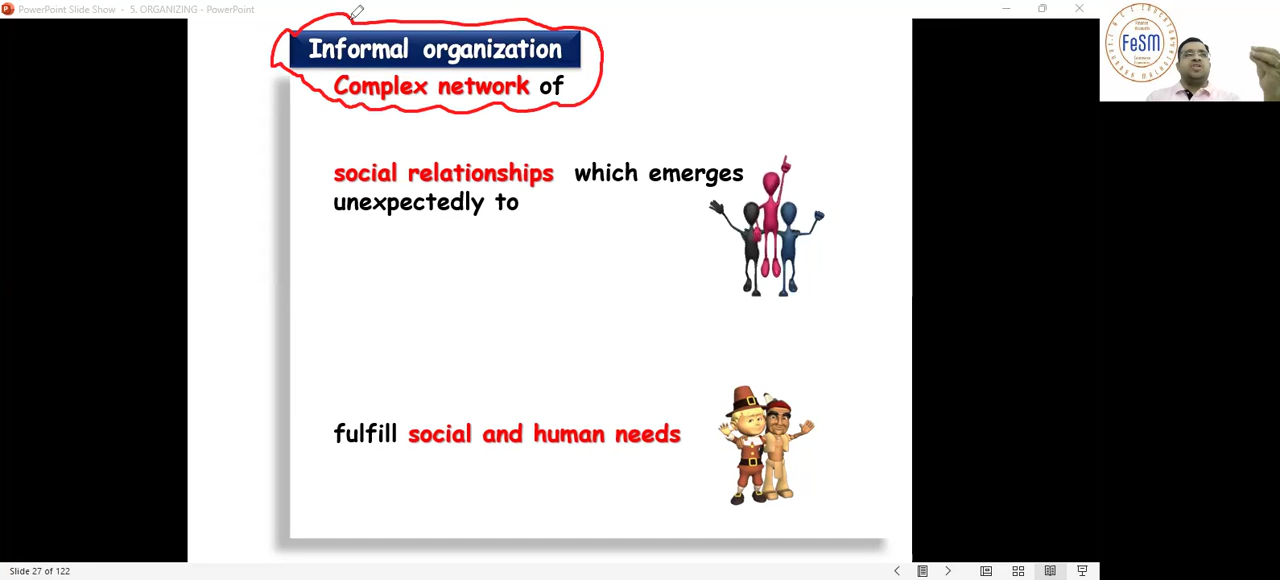 PowerPoint Slide Show - 5. ORGANIZING - PowerPoint
Informal organization
Complex network of
social relationships which emerges
unexpectedly to
fulfill social and human needs
FeSM
Slide 27 of 122